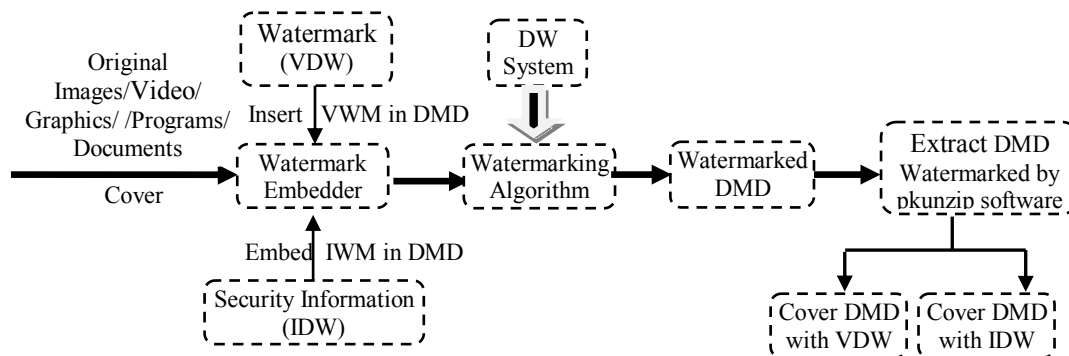 Original
Images/Video/
Graphics/ /Programs/
Documents
Cover
Watermark
(VDW)
Insert VWM in DMD
Watermark
Embedder
Embed IWM in DMD
Security Information
(IDW)
DW
System
Watermarking
Algorithm
Watermarked
DMD
Extract DMD
Watermarked by
pkunzip software
Cover DMD
with VDW
Cover DMD
with IDW